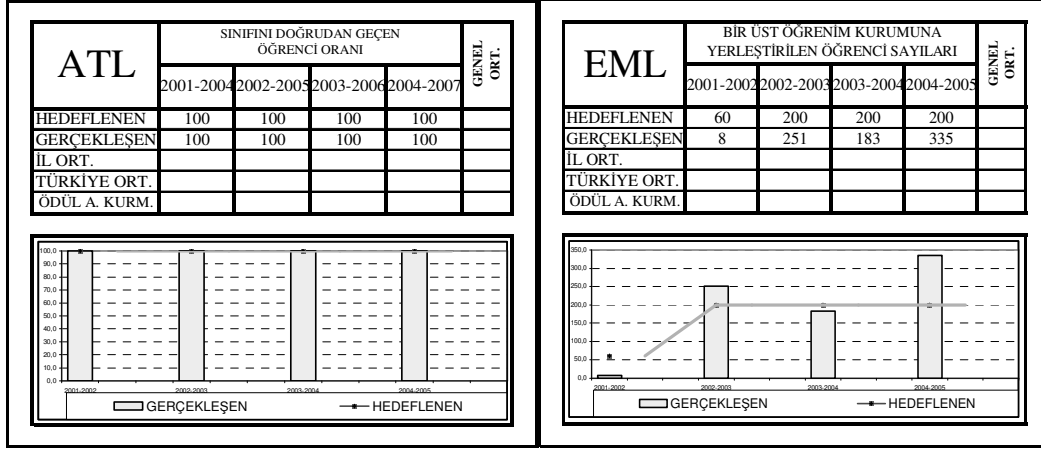 ATL
SINIFINI DOĞRUDAN GEÇEN
ÖĞRENCİ ORANI
GENEL
ORT.
2001-2004 2002-2005 2003-2006 2004-2007
HEDEFLENEN 100 100 100 100
GERÇEKLEŞEN 100 100 100 100
İL ORT.
TÜRKİYE ORT.
ÖDÜL A. KURM.
100,0
90,0
80,0
70,0
60,0
50,0
40,0
30,0
20,0
10,0
0,0
2001-2002 2002-2003 2003-2004 2004-2005
GERÇEKLEŞEN HEDEFLENEN
EML
BİR ÜST ÖĞRENİM KURUMUNA
YERLEŞTİRİLEN ÖĞRENCİ SAYILARI
GENEL
ORT.
2001-2002 2002-2003 2003-2004 2004-2005
HEDEFLENEN 60 200 200 200
GERÇEKLEŞEN 8 251 183 335
İL ORT.
TÜRKİYE ORT.
ÖDÜL A. KURM.
350,0
300,0
250,0
200,0
150,0
100,0
50,0
0,0
2001-2002 2002-2003 2003-2004 2004-2005
GERÇEKLEŞEN HEDEFLENEN